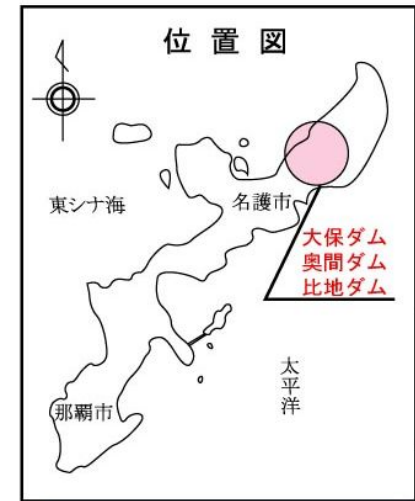 位置図
東シナ海
名護市
大保ダム
奥間ダム
比地ダム
太平洋
那覇市